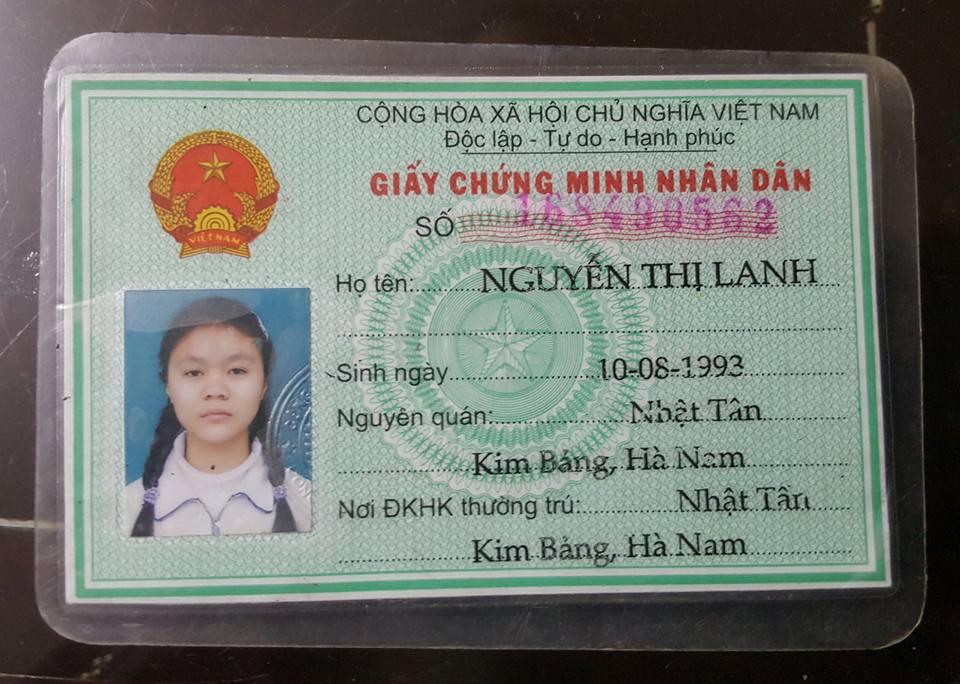 CỘNG HÒA XÃ HỘI CHỦ NGHĨA VIỆT NAM
Độc lập - Tự do - Hạnh phúc
GIẤY CHỨNG MINH NHÂN DÂN
SỐ 168490562
VIỆT NAM
Họ tên: NGUYỄN THỊ LANH
Sinh ngày 10-08-1993
Nguyên quán: Nhật Tân
Kim Bảng, Hà Nam
Nơi ĐKHK thường trú: Nhật Tân
Kim Bảng, Hà Nam